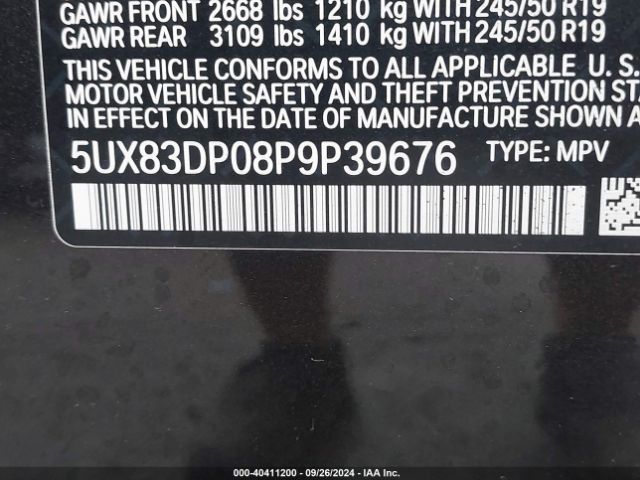 GAWR FRONT 2668 lbs 1210 kg WITH 245/50 R19
GAWR REAR 3109 lbs 1410 kg WITH 245/50 R19
THIS VEHICLE CONFORMS TO ALL APPLICABLE U. S.
MOTOR VEHICLE SAFETY AND THEFT PREVENTION STA
IN EFFECT ON THE DATE OF MANUFACTURE SHOWN A
5UX83DP08P9P39676 TYPE: MPV
000-40411200 - 09/26/2024 - IAA Inc.